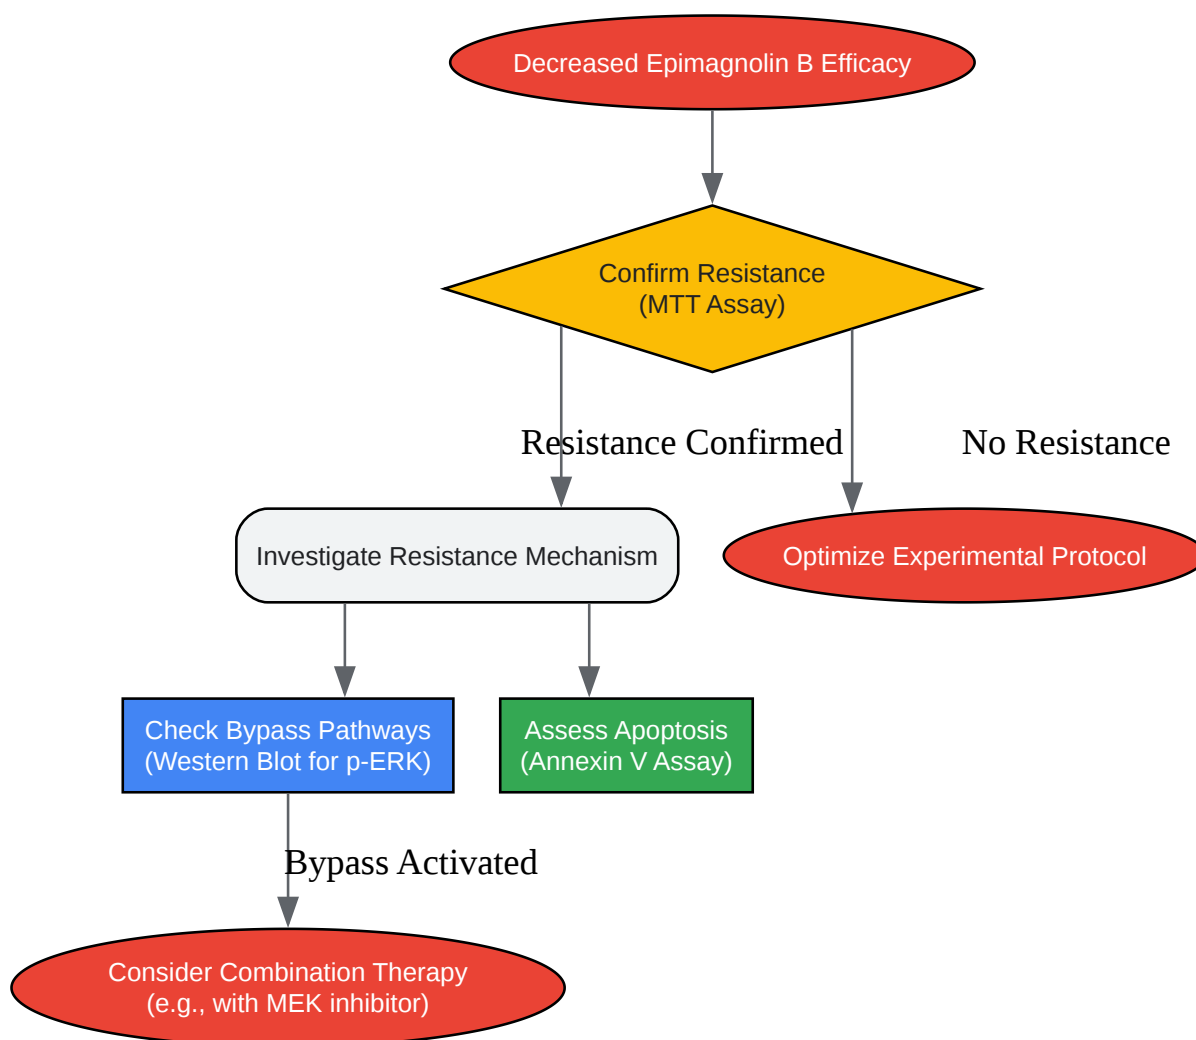 Decreased Epimagnolin B Efficacy
Confirm Resistance
(MTT Assay)
Resistance Confirmed
No Resistance
Investigate Resistance Mechanism
Optimize Experimental Protocol
Check Bypass Pathways
(Western Blot for p-ERK)
Assess Apoptosis
(Annexin V Assay)
Bypass Activated
Consider Combination Therapy
(e.g., with MEK inhibitor)